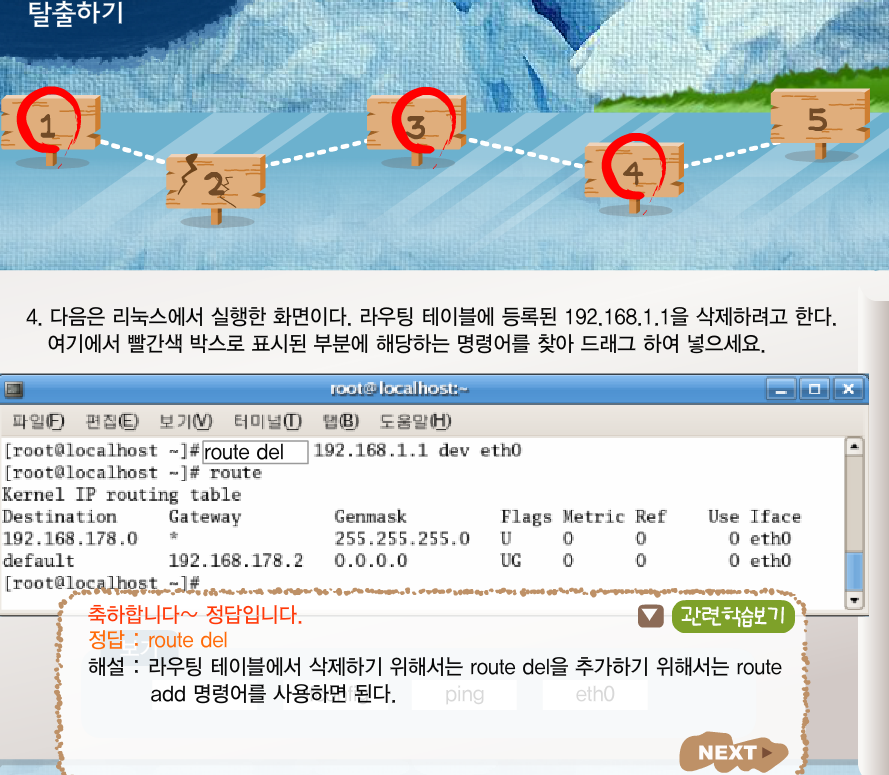 탈출하기
1
2
3
4
5
4. 다음은 리눅스에서 실행한 화면이다. 라우팅 테이블에 등록된 192.168.1.1을 삭제하려고 한다.
여기에서 빨간색 박스로 표시된 부분에 해당하는 명령어를 찾아 드래그 하여 넣으세요.
root@localhost:~
파일(F) 편집(E) 보기(V) 터미널(T) 탭(B) 도움말(H)
[root@localhost ~]# route del 192.168.1.1 dev eth0
[root@localhost ~]# route
Kernel IP routing table
Destination Gateway Genmask Flags Metric Ref Use Iface
192.168.178.0 * 255.255.255.0 U 0 0 0 eth0
default 192.168.178.2 0.0.0.0 UG 0 0 0 eth0
[root@localhost ~]#
축하합니다~ 정답입니다.
관련학습보기
정답 : route del
보기
해설 : 라우팅 테이블에서 삭제하기 위해서는 route del을 추가하기 위해서는 route
add 명령어를 사용하면 된다.
ping
eth0
NEXT